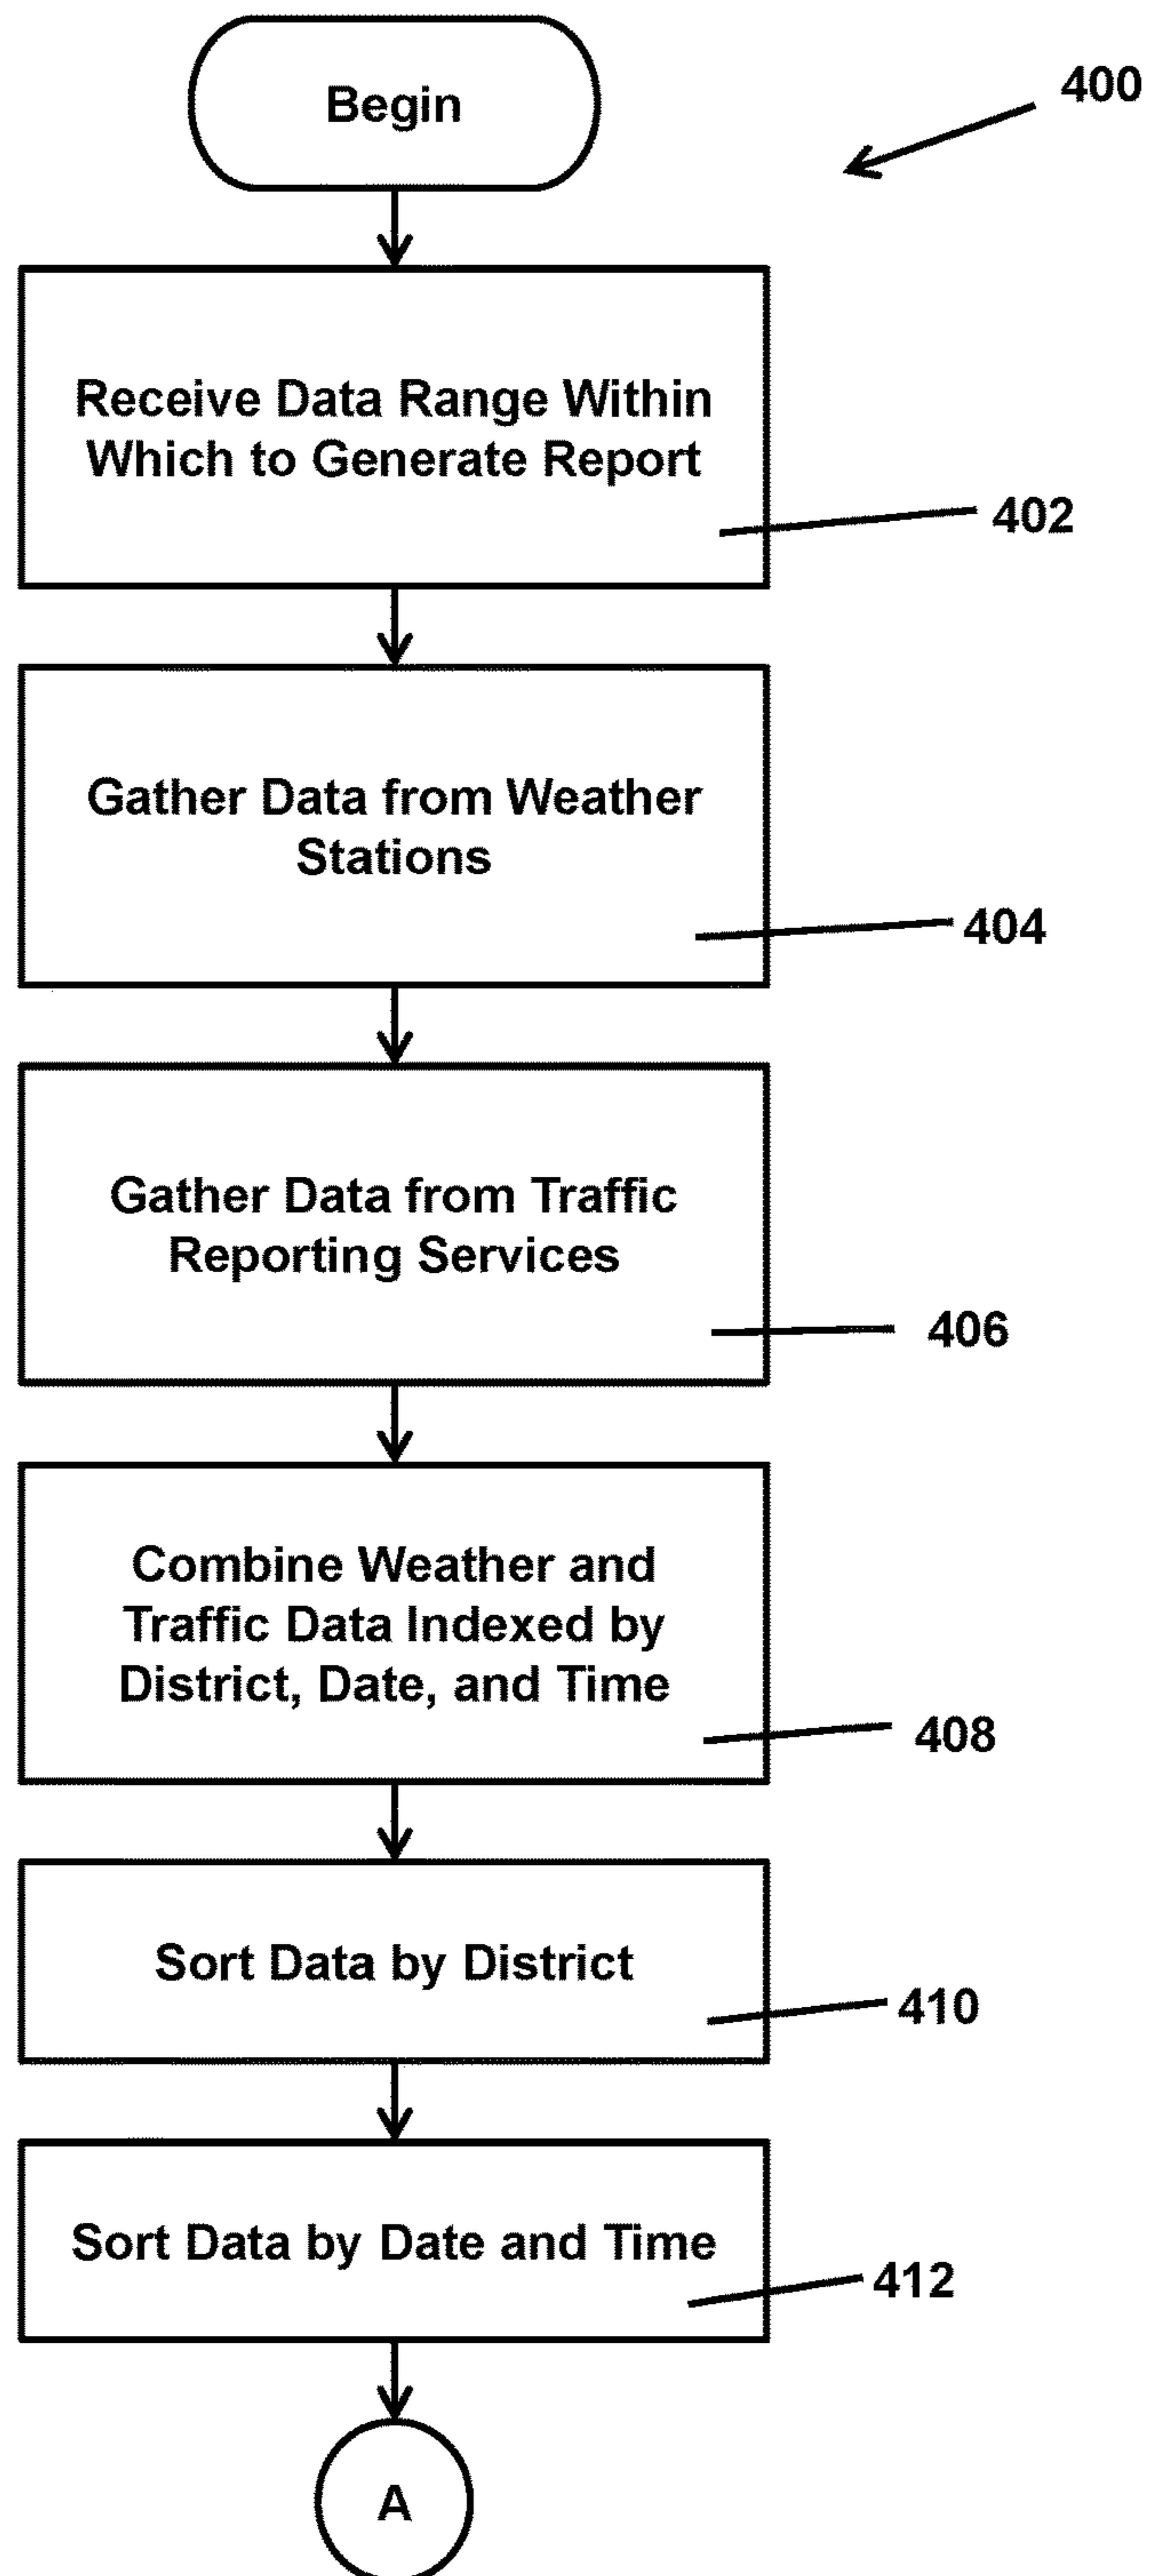 Begin
400
Receive Data Range Within
Which to Generate Report
402
Gather Data from Weather
Stations
404
Gather Data from Traffic
Reporting Services
406
Combine Weather and
Traffic Data Indexed by
District, Date, and Time
408
Sort Data by District
410
Sort Data by Date and Time
412
A